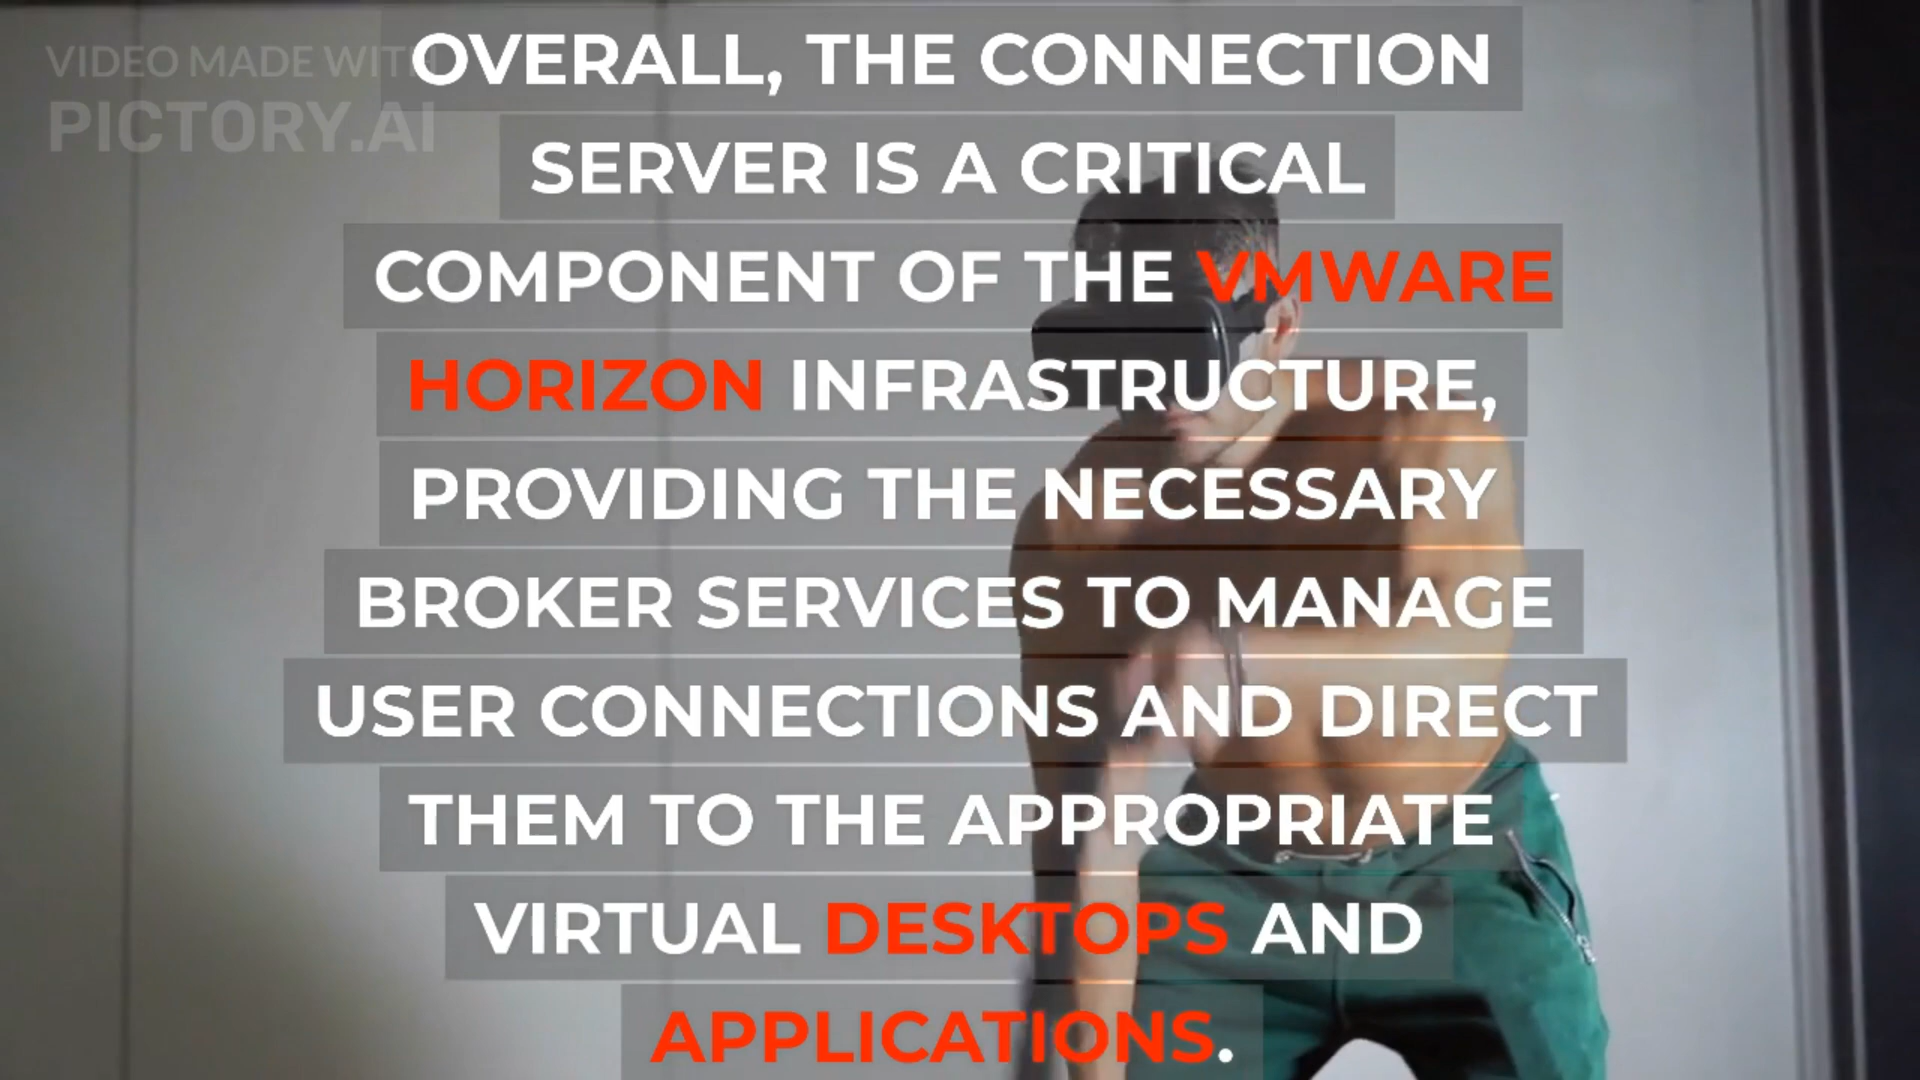 VIDEO MADE WITH
PICTORY.AI
OVERALL, THE CONNECTION
SERVER IS A CRITICAL
COMPONENT OF THE VMWARE
HORIZON INFRASTRUCTURE,
PROVIDING THE NECESSARY
BROKER SERVICES TO MANAGE
USER CONNECTIONS AND DIRECT
THEM TO THE APPROPRIATE
VIRTUAL DESKTOPS AND
APPLICATIONS.